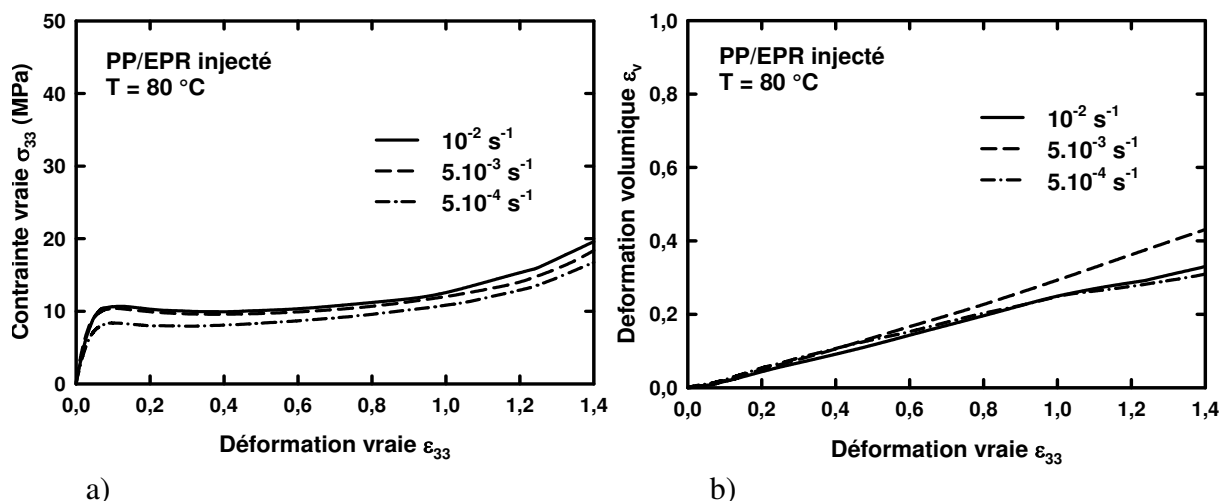 50
40
30
20
10
0
Contrainte vraie σ33 (MPa)
PP/EPR injecté
T = 80 °C
10-2 s-1
5.10-3 s-1
5.10-4 s-1
0,0 0,2 0,4 0,6 0,8 1,0 1,2 1,4
Déformation vraie ε33
a)
1,0
0,8
0,6
0,4
0,2
0,0
Deformation volumique εv
PP/EPR injecté
T = 80 °C
10-2 s-1
5.10-3 s-1
5.10-4 s-1
0,0 0,2 0,4 0,6 0,8 1,0 1,2 1,4
Déformation vraie ε33
b)